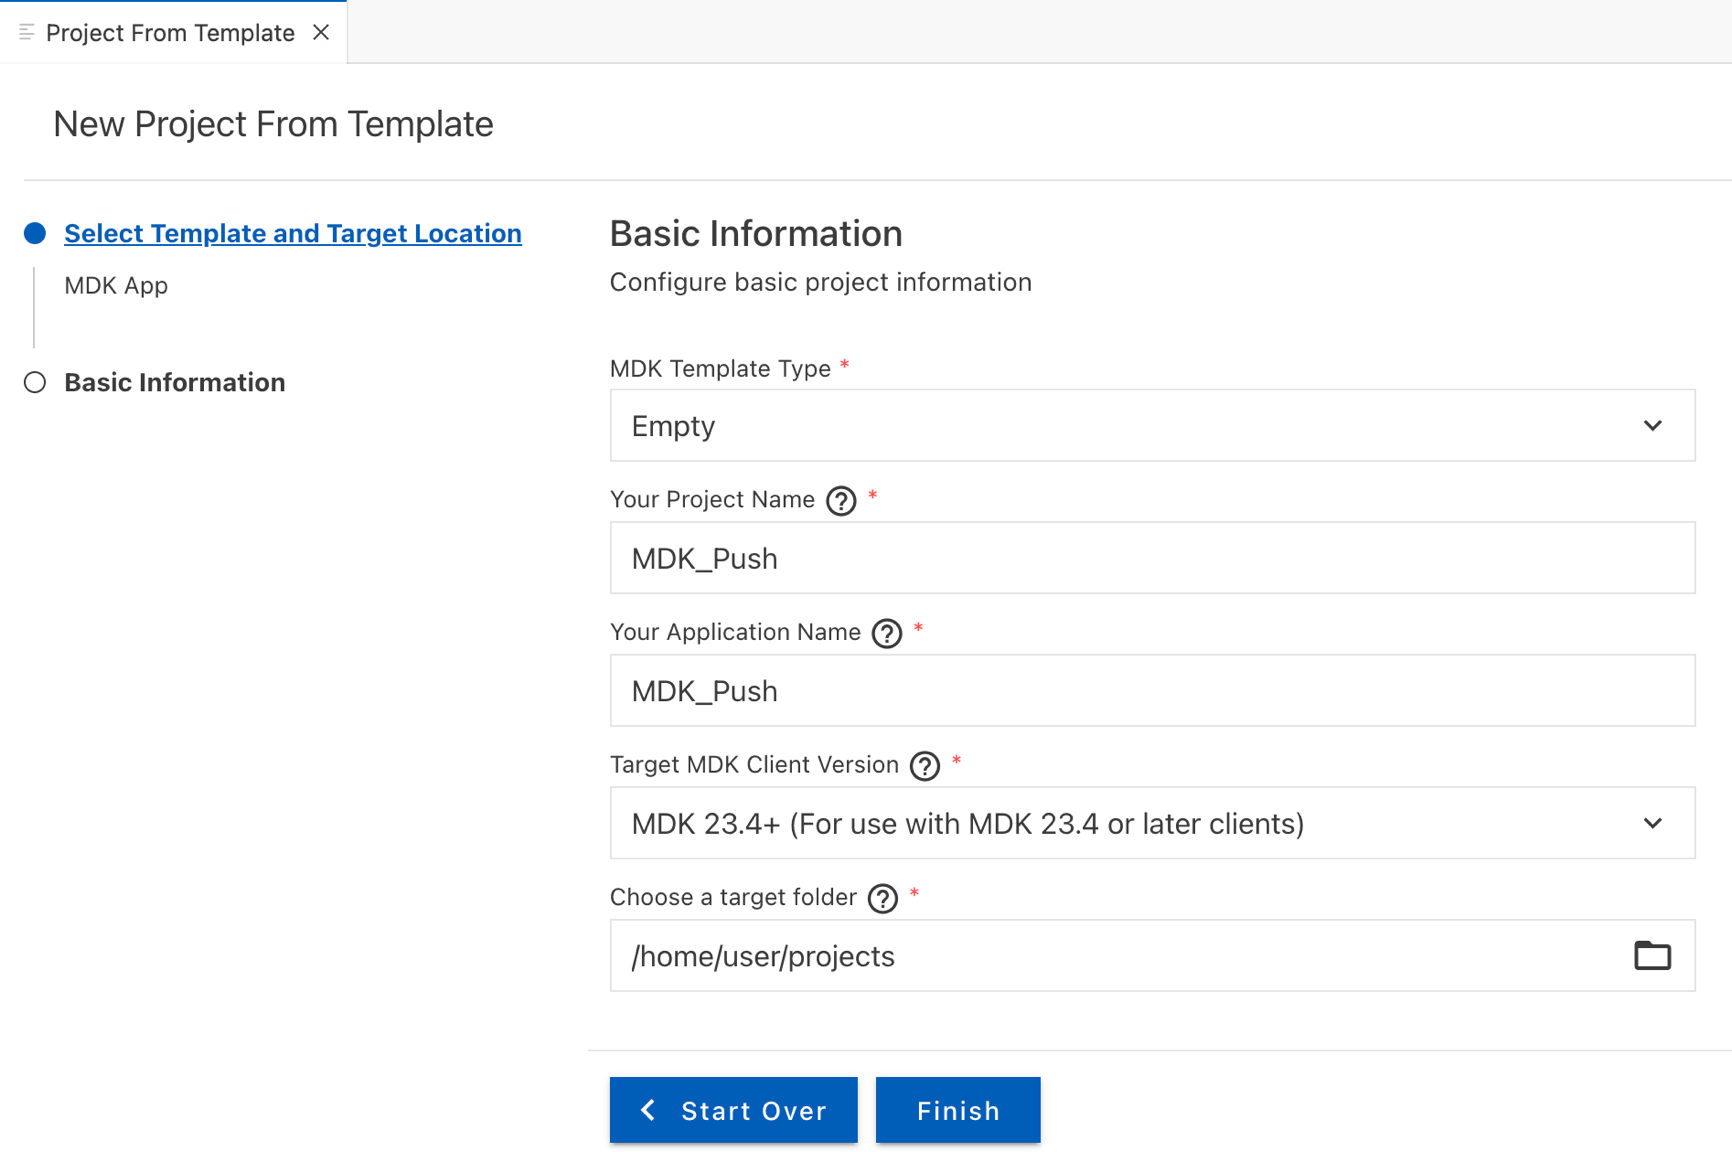 Project From Template
New Project From Template
Select Template and Target Location
MDK App
Basic Information
Basic Information
Configure basic project information
MDK Template Type *
Empty
Your Project Name ? *
MDK_Push
Your Application Name ? *
MDK_Push
Target MDK Client Version ? *
MDK 23.4+ (For use with MDK 23.4 or later clients)
Choose a target folder ? *
/home/user/projects
Start Over
Finish